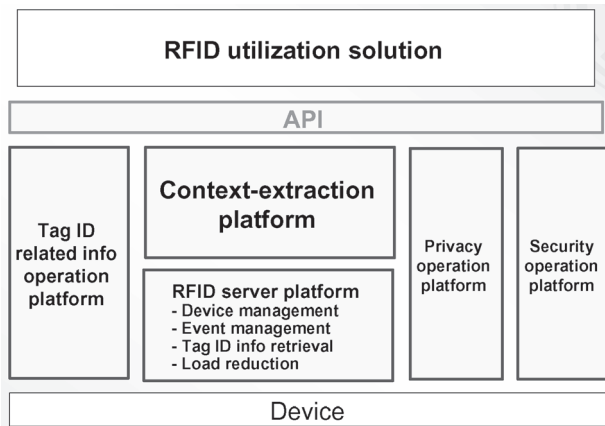 RFID utilization solution
API
Tag ID
related info
operation
platform
Context-extraction
platform
RFID server platform
- Device management
- Event management
- Tag ID info retrieval
- Load reduction
Privacy
operation
platform
Security
operation
platform
Device